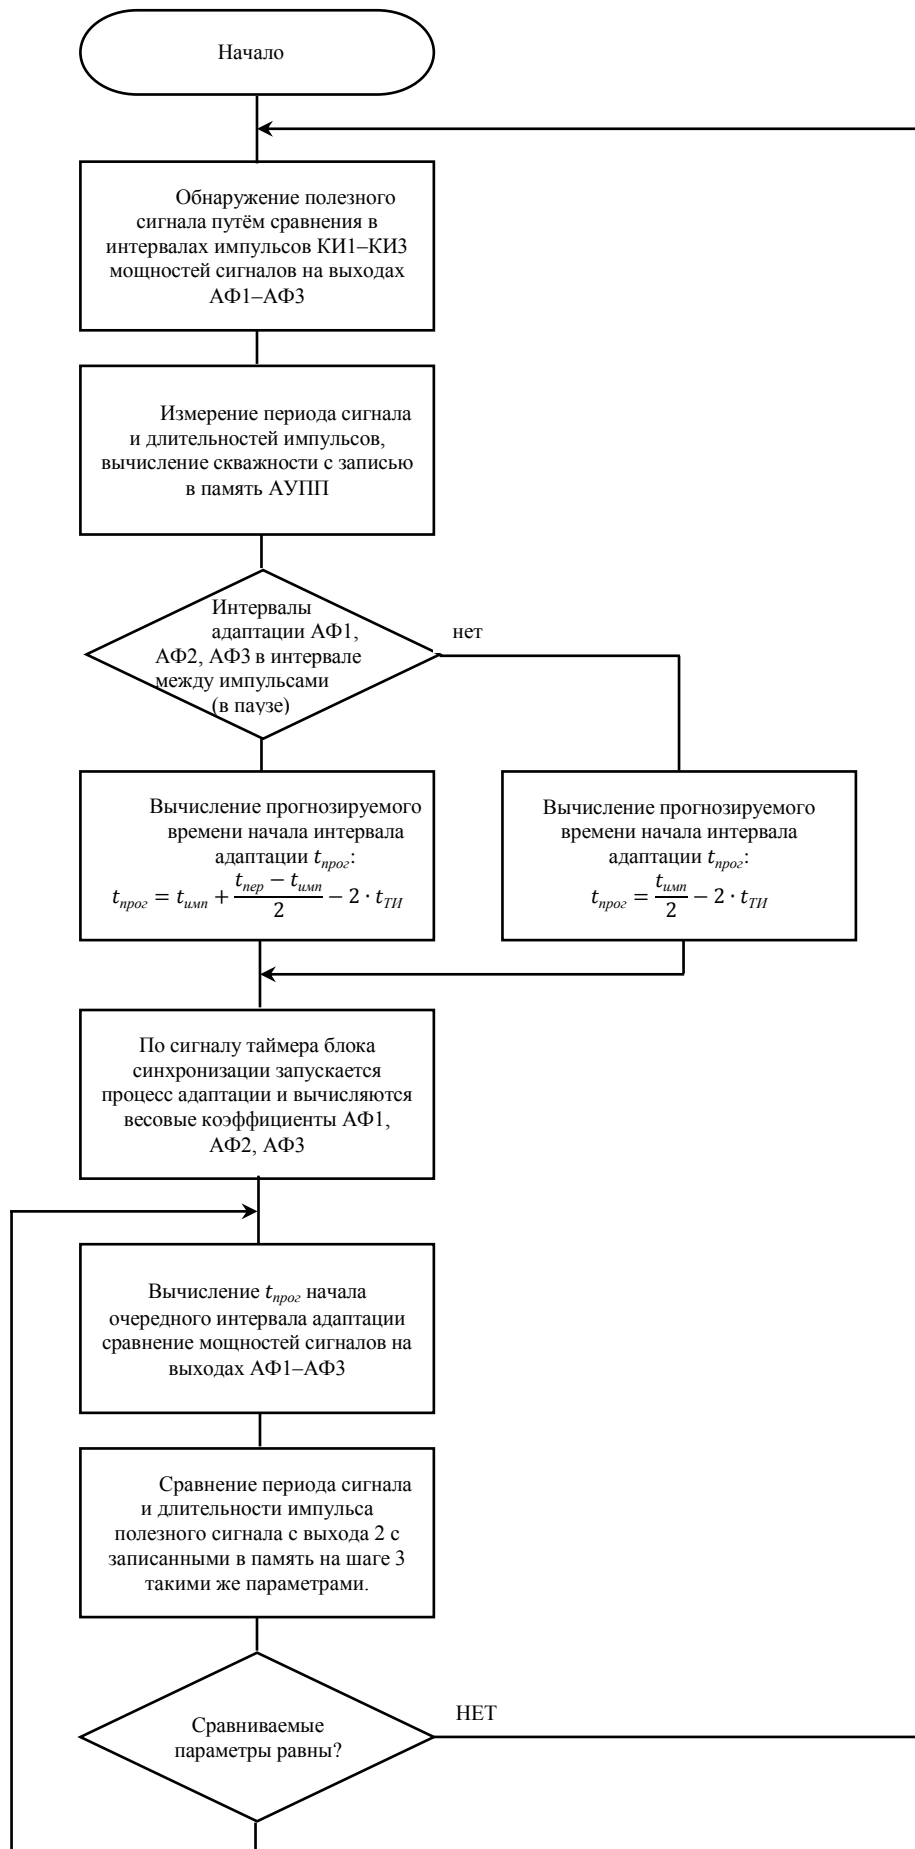 Начало
Обнаружение полезного
сигнала путём сравнения в
интервалах импульсов КИ1–КИ3
мощностей сигналов на выходах
АФ1–АФ3
Измерение периода сигнала
и длительностей импульсов,
вычисление скважности с записью
в память АУПП
Интервалы
адаптации АФ1,
АФ2, АФ3 в интервале
между импульсами
(в паузе)
нет
Вычисление прогнозируемого
времени начала интервала
адаптации t_прог:
t_прог = t_имп + (t_пер − t_имп)/2 − 2 · t_ТИ
Вычисление прогнозируемого
времени начала интервала
адаптации t_прог:
t_прог = t_имп/2 − 2 · t_ТИ
По сигналу таймера блока
синхронизации запускается
процесс адаптации и вычисляются
весовые коэффициенты АФ1,
АФ2, АФ3
Вычисление t_прог начала
очередного интервала адаптации
сравнение мощностей сигналов на
выходах АФ1–АФ3
Сравнение периода сигнала
и длительности импульса
полезного сигнала с выхода 2 с
записанными в память на шаге 3
такими же параметрами.
Сравниваемые
параметры равны?
НЕТ